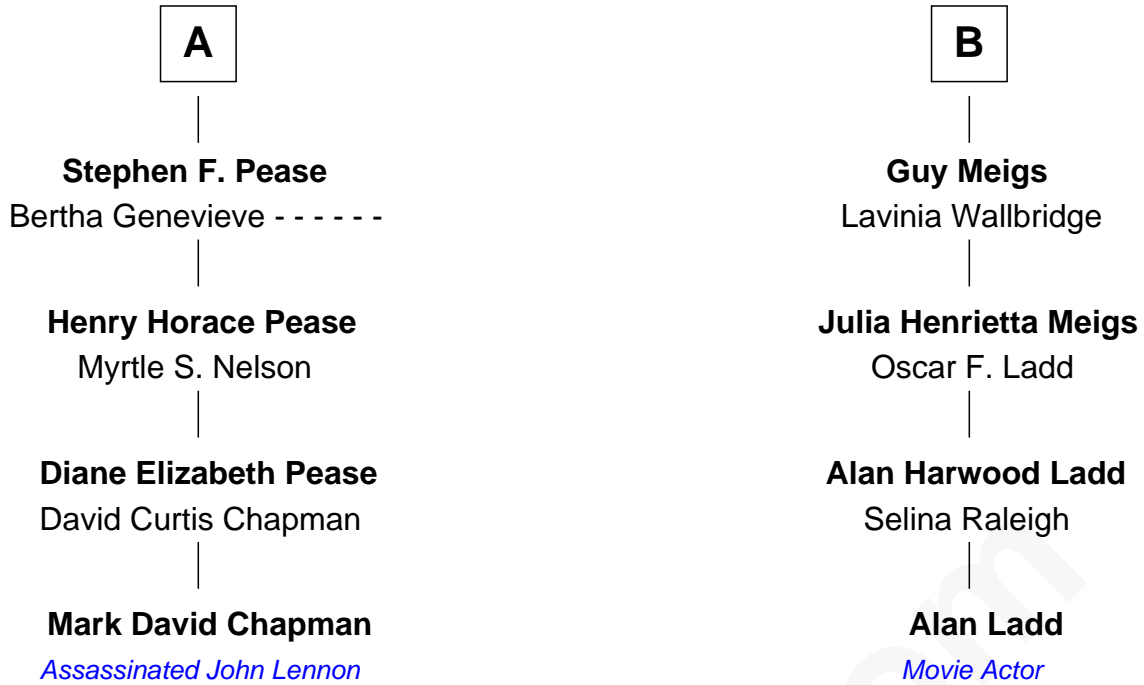 A
Stephen F. Pease
Bertha Genevieve - - - - - -
Henry Horace Pease
Myrtle S. Nelson
Diane Elizabeth Pease
David Curtis Chapman
Mark David Chapman
Assassinated John Lennon
B
Guy Meigs
Lavinia Wallbridge
Julia Henrietta Meigs
Oscar F. Ladd
Alan Harwood Ladd
Selina Raleigh
Alan Ladd
Movie Actor
om